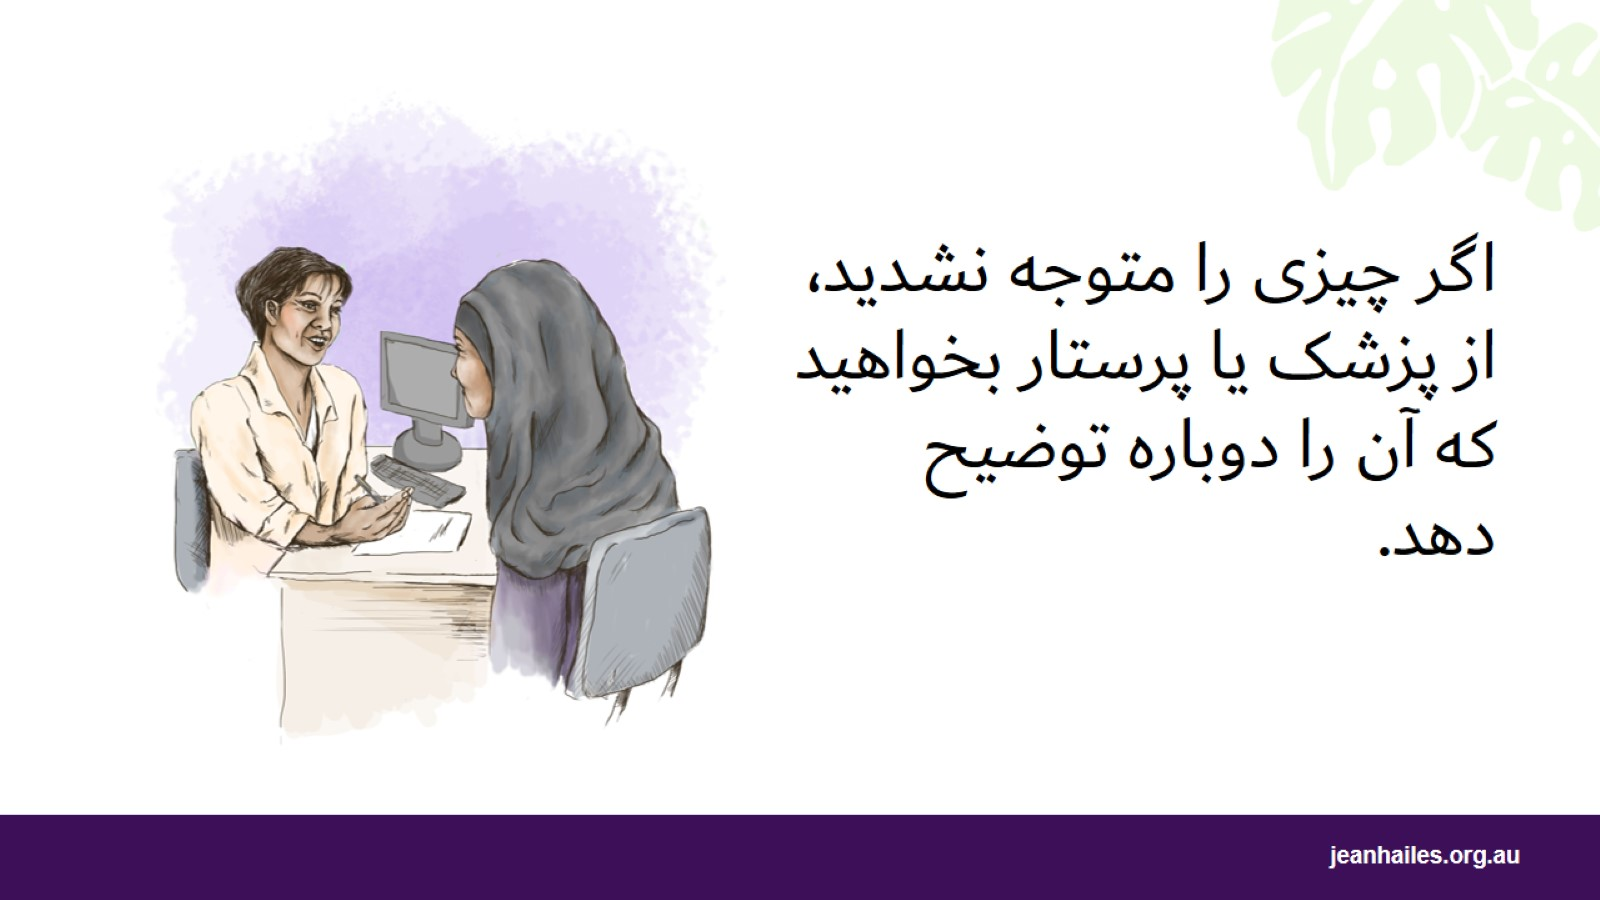 اگر چیزی را متوجه نشدید،
از پزشک یا پرستار بخواهید
که آن را دوباره توضیح
دهد.
jeanhailes.org.au